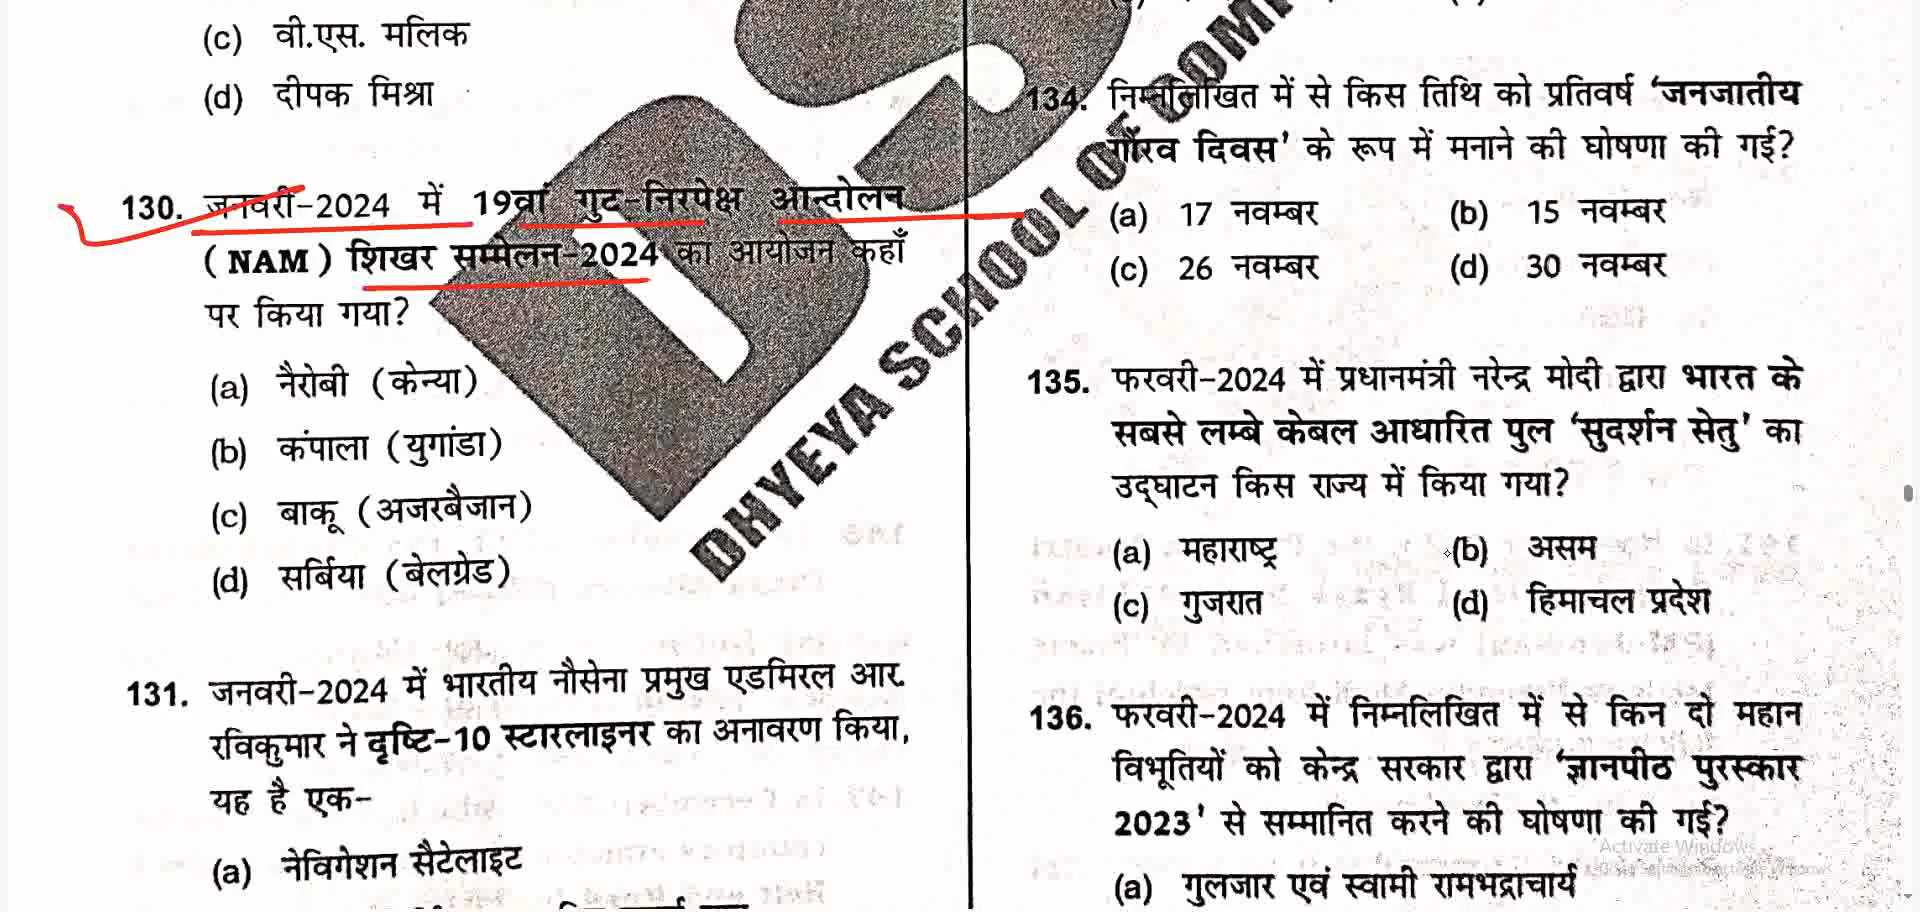 (c) वी.एस. मलिक
(d) दीपक मिश्रा
130. जनवरी-2024 में 19वां गुट-निरपेक्ष आन्दोलन
(NAM) शिखर सम्मेलन-2024 का आयोजन कहाँ
पर किया गया?
(a) नैरोबी (केन्या)
(b) कंपाला (युगांडा)
(c) बाकू (अजरबैजान)
(d) सर्बिया (बेलग्रेड)
131. जनवरी-2024 में भारतीय नौसेना प्रमुख एडमिरल आर.
रविकुमार ने दृष्टि-10 स्टारलाइनर का अनावरण किया,
यह है एक-
(a) नेविगेशन सैटेलाइट
134. निम्नलिखित में से किस तिथि को प्रतिवर्ष 'जनजातीय
गौरव दिवस' के रूप में मनाने की घोषणा की गई?
(a) 17 नवम्बर (b) 15 नवम्बर
(c) 26 नवम्बर (d) 30 नवम्बर
135. फरवरी-2024 में प्रधानमंत्री नरेन्द्र मोदी द्वारा भारत के
सबसे लम्बे केबल आधारित पुल 'सुदर्शन सेतु' का
उद्घाटन किस राज्य में किया गया?
(a) महाराष्ट्र (b) असम
(c) गुजरात (d) हिमाचल प्रदेश
136. फरवरी-2024 में निम्नलिखित में से किन दो महान
विभूतियों को केन्द्र सरकार द्वारा 'ज्ञानपीठ पुरस्कार
2023' से सम्मानित करने की घोषणा की गई?
(a) गुलजार एवं स्वामी रामभद्राचार्य
DHYEYA SCHOOL OF COM
Activate Windows